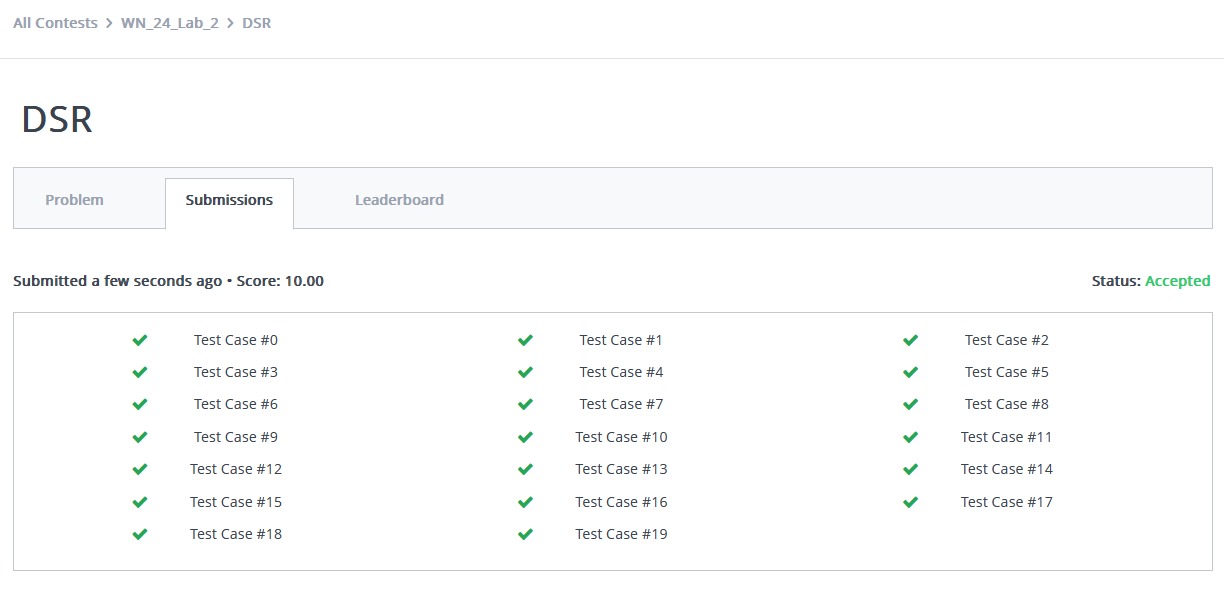 All Contests > WN_24_Lab_2 > DSR
DSR
Problem Submissions Leaderboard
Submitted a few seconds ago • Score: 10.00 Status: Accepted
Test Case #0 Test Case #1 Test Case #2
Test Case #3 Test Case #4 Test Case #5
Test Case #6 Test Case #7 Test Case #8
Test Case #9 Test Case #10 Test Case #11
Test Case #12 Test Case #13 Test Case #14
Test Case #15 Test Case #16 Test Case #17
Test Case #18 Test Case #19